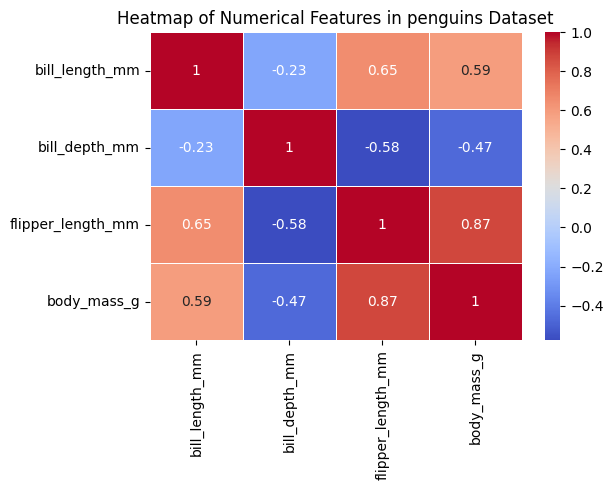 Heatmap of Numerical Features in penguins Dataset
bill_length_mm 1 -0.23 0.65 0.59
bill_depth_mm -0.23 1 -0.58 -0.47
flipper_length_mm 0.65 -0.58 1 0.87
body_mass_g 0.59 -0.47 0.87 1
bill_length_mm
bill_depth_mm
flipper_length_mm
body_mass_g
1.0
0.8
0.6
0.4
0.2
0.0
−0.2
−0.4